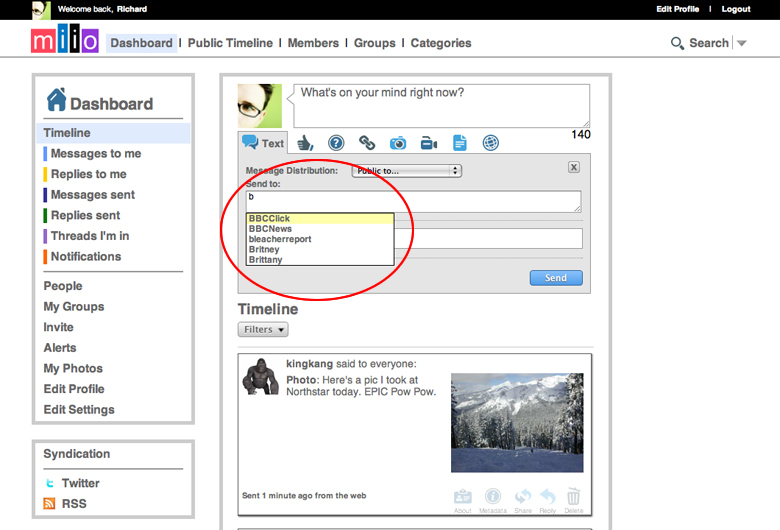 Welcome back, Richard
Edit Profile | Logout
miio
Dashboard | Public Timeline | Members | Groups | Categories
Search
Dashboard
Timeline
Messages to me
Replies to me
Messages sent
Replies sent
Threads I'm in
Notifications
People
My Groups
Invite
Alerts
My Photos
Edit Profile
Edit Settings
Syndication
Twitter
RSS
What's on your mind right now?
140
Text
Message Distribution: Public to...
X
Send to:
b
BBCClick
BBCNews
bleacherreport
Britney
Brittany
Send
Timeline
Filters
kingkang said to everyone:
Photo: Here's a pic I took at
Northstar today. EPIC Pow Pow.
Sent 1 minute ago from the web
About Metadata Share Reply Delete